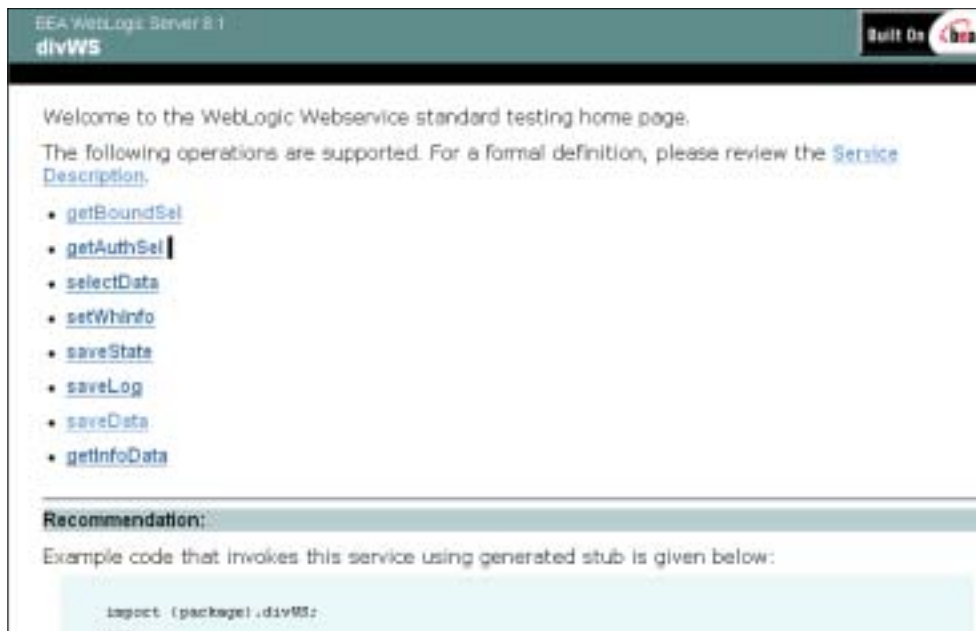 BEA WebLogic Server 8.1
divWS
Built On bea
Welcome to the WebLogic Webservice standard testing home page.
The following operations are supported. For a formal definition, please review the Service
Description.
getBoundSel
getAuthSel
selectData
setWhInfo
saveState
saveLog
saveData
getInfoData
Recommendation:
Example code that invokes this service using generated stub is given below:
import (package).divWS;